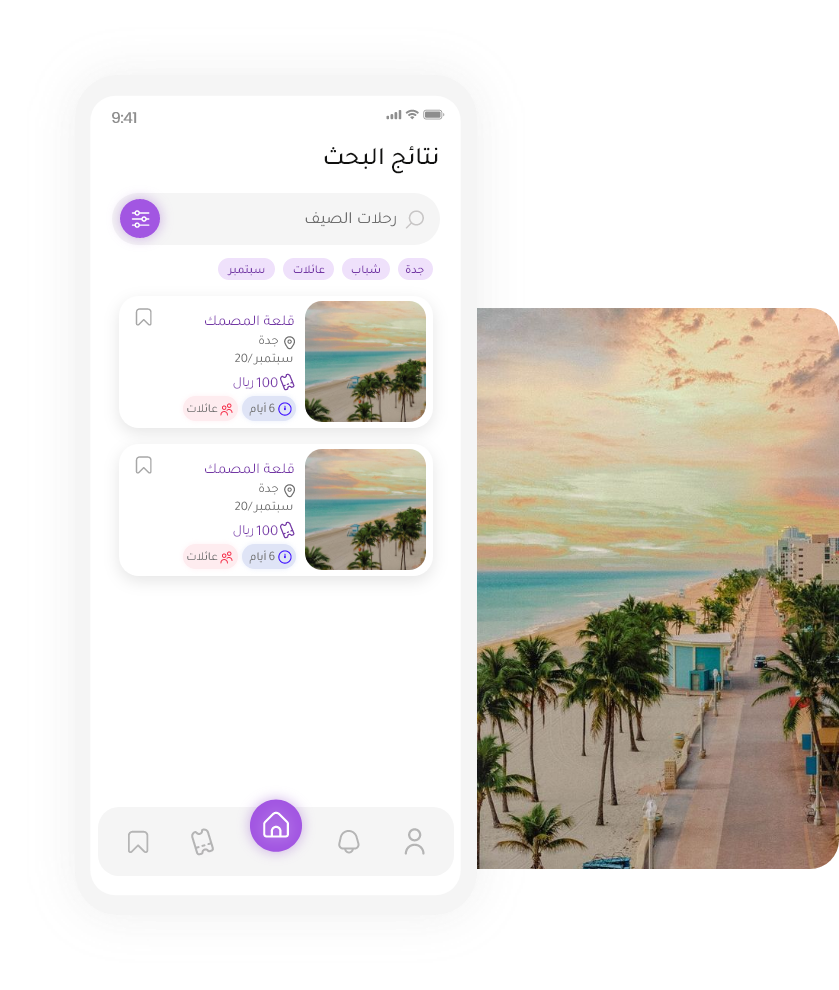 9:41
نتائج البحث
رحلات الصيف
جدة شباب عائلات سبتمبر
قلعة المصمك
جدة
20/سبتمبر
100 ريال
6 أيام عائلات
قلعة المصمك
جدة
20/سبتمبر
100 ريال
6 أيام عائلات